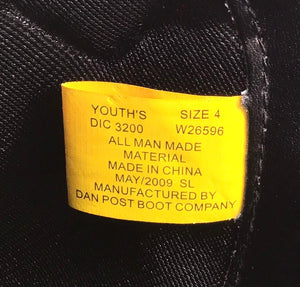 YOUTH'S SIZE 4
DIC 3200 W26596
ALL MAN MADE
MATERIAL
MADE IN CHINA
MAY/2009 SL
MANUFACTURED BY
DAN POST BOOT COMPANY